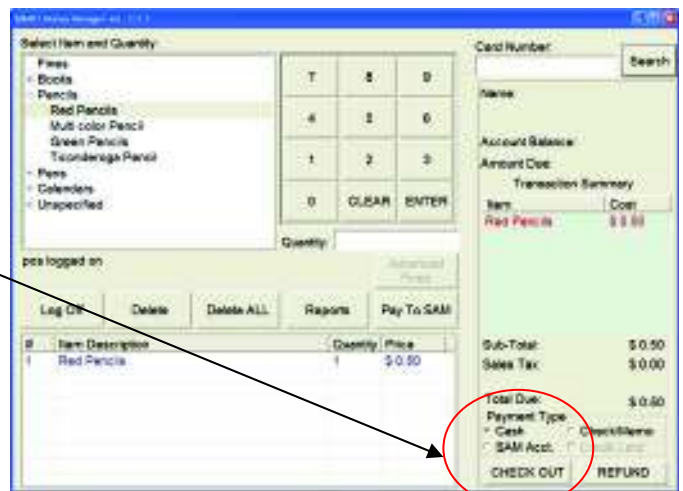 Select Item and Quantity:
Fines
Books
Pencils
Red Pencils
Multi color Pencil
Green Pencils
Ticonderoga Pencil
Pens
Calendars
Unspecified
7 8 9
4 5 6
1 2 3
0 CLEAR ENTER
Quantity:
pos logged on
Log Off Delete Delete ALL Reports Pay To SAM
# Item Description Quantity Price
1 Red Pencils 1 $ 0.50
Card Number:
Search
Name:
Account Balance:
Amount Due:
Transaction Summary
Item Cost
Red Pencils $ 0.50
Sub-Total: $ 0.50
Sales Tax: $ 0.00
Total Due: $ 0.50
Payment Type
Cash Check/Memo
SAM Acct.
CHECK OUT REFUND